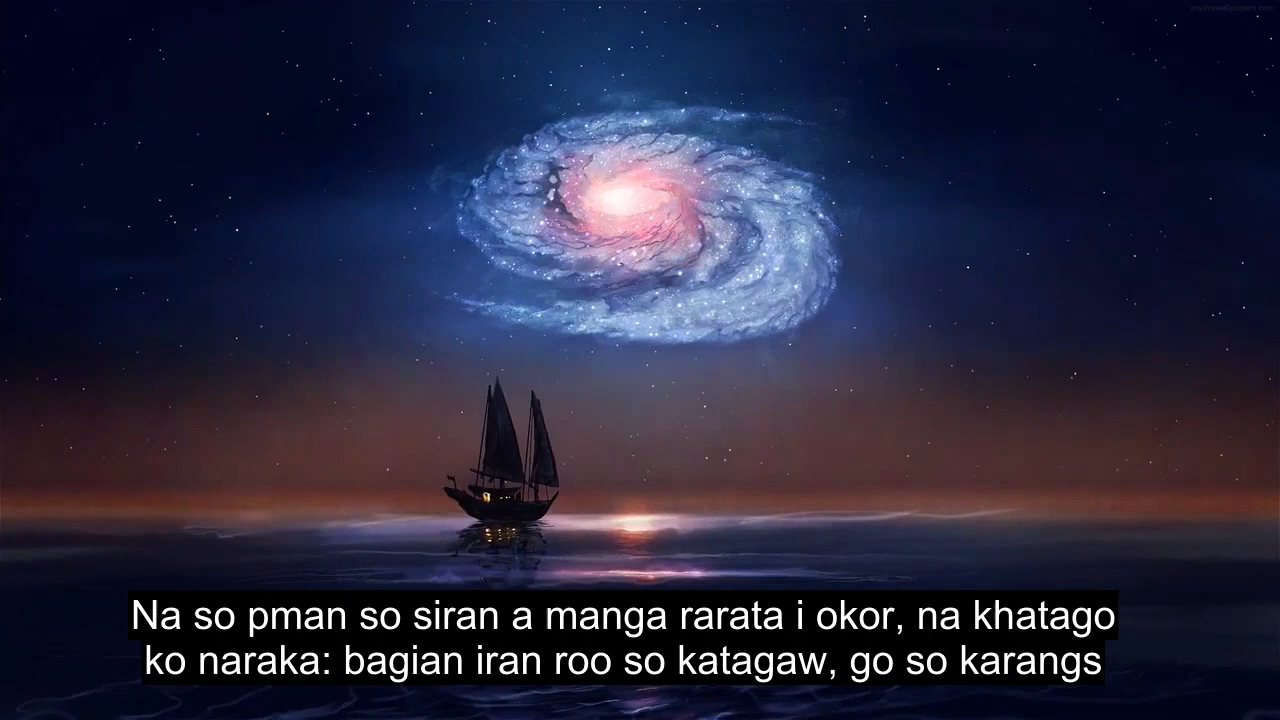 Na so pman so siran a manga rarata i okor, na khatago
ko naraka: bagian iran roo so katagaw, go so karangs